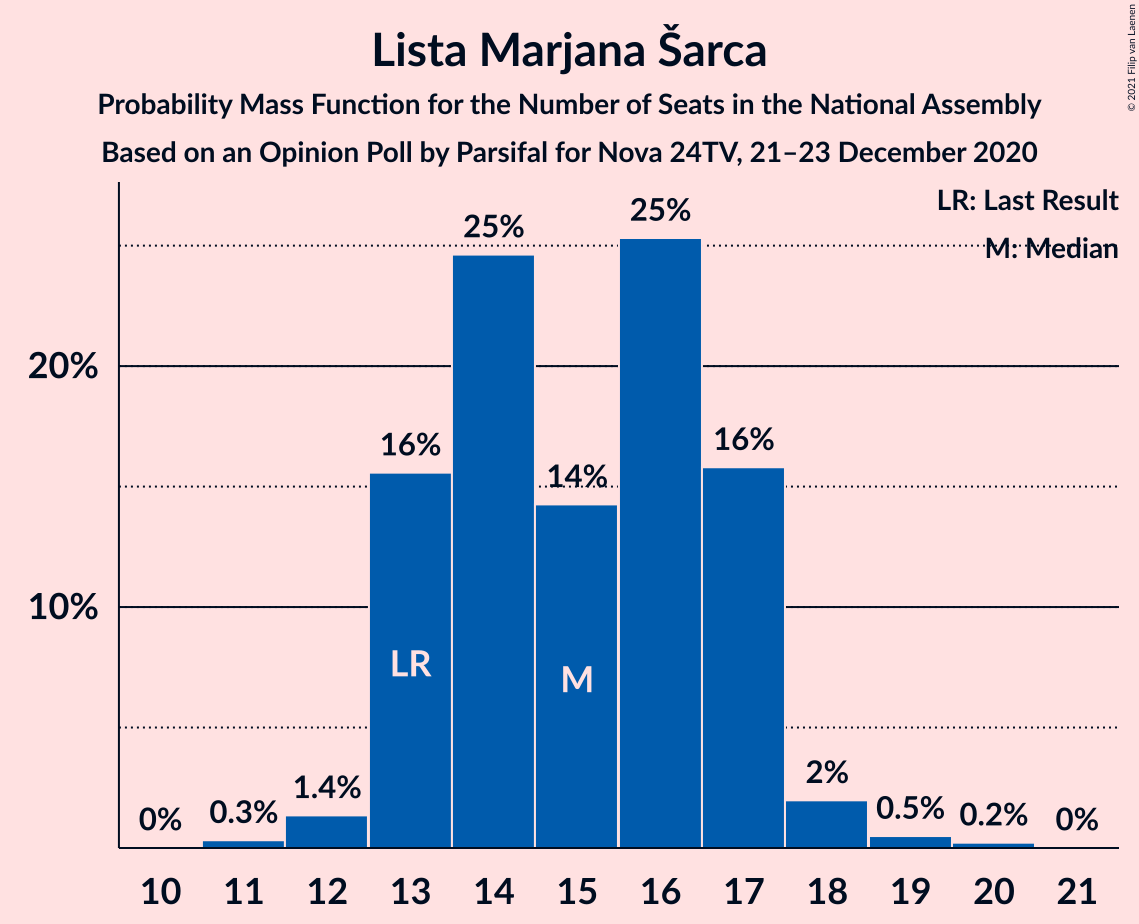 Lista Marjana Šarca
Probability Mass Function for the Number of Seats in the National Assembly
Based on an Opinion Poll by Parsifal for Nova 24TV, 21–23 December 2020
© 2021 Filip van Laenen
LR: Last Result
M: Median
20%
10%
0%
0.3%
1.4%
16%
25%
14%
25%
16%
2%
0.5%
0.2%
0%
LR
M
10 11 12 13 14 15 16 17 18 19 20 21